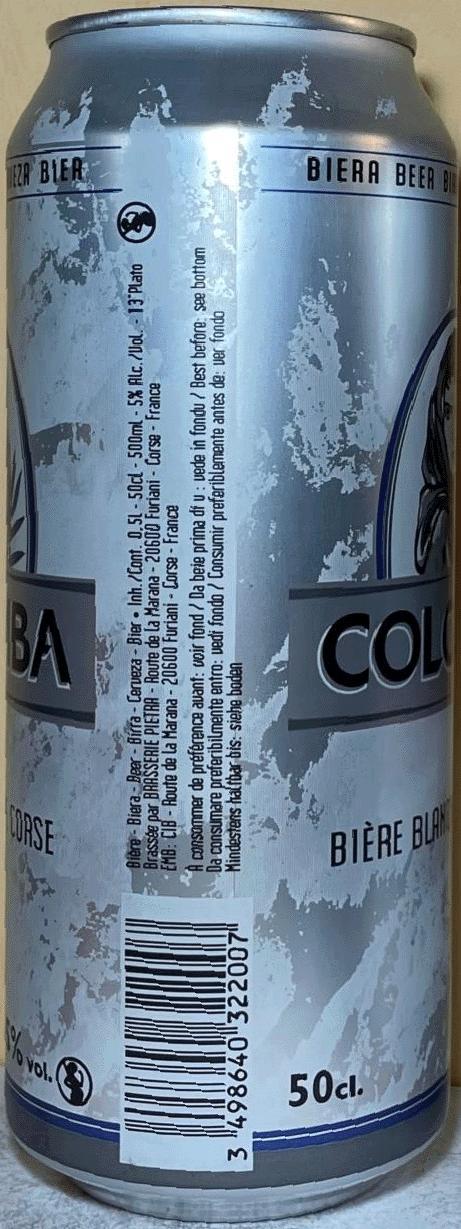 EZA BIER
BIERA BEER BI
Bière - Biera - Beer - Birra - Cerveza - Bier • Inh./Cont. 0,5L - 50cl - 500ml - 5% Alc./Vol. - 13°Plato
Brassée par BRASSERIE PIETRA - Route de La Marana - 20600 Furiani - Corse - France
EMB: CIB - Route de la Marana - 20600 Furiani - Corse - France
A consommer de préférence avant: voir fond / Da beie prima di u : vede in fondu / Best before: see bottom
Da consumare preferibilmente entro: vedi fondo / Consumir preferiblemente antes de: ver fondo
Mindestens haltbar bis: siehe boden
BA
COLO
CORSE
BIÈRE BLAN
% vol.
50cl.
3 498640 322007